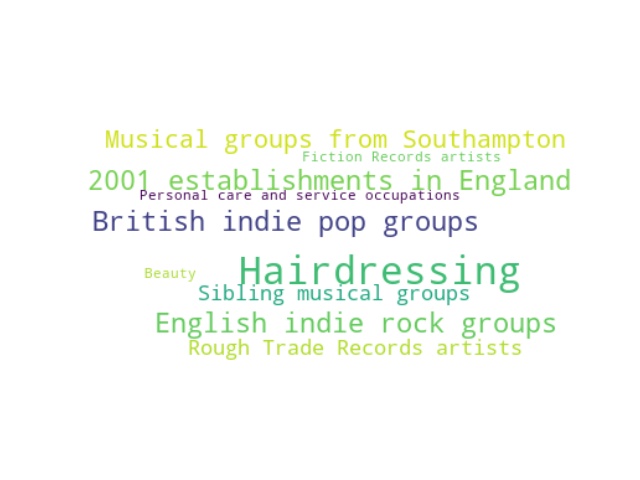 Musical groups from Southampton
Fiction Records artists
2001 establishments in England
Personal care and service occupations
British indie pop groups
Hairdressing
Beauty
Sibling musical groups
English indie rock groups
Rough Trade Records artists